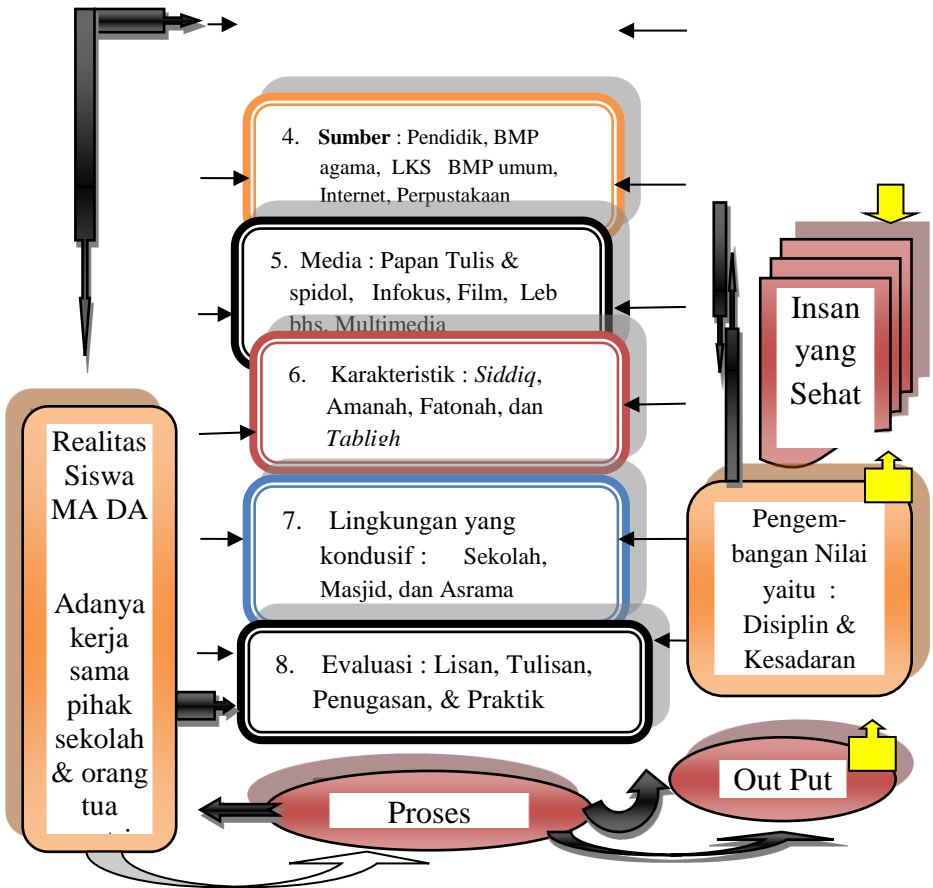 4. Sumber : Pendidik, BMP
agama, LKS BMP umum,
Internet, Perpustakaan
5. Media : Papan Tulis &
spidol, Infokus, Film, Leb
bhs, Multimedia
6. Karakteristik : Siddiq,
Amanah, Fatonah, dan
Tabligh
7. Lingkungan yang
kondusif : Sekolah,
Masjid, dan Asrama
8. Evaluasi : Lisan, Tulisan,
Penugasan, & Praktik
Realitas
Siswa
MA DA
Adanya
kerja
sama
pihak
sekolah
& orang
tua
Insan
yang
Sehat
Pengem-
bangan Nilai
yaitu :
Disiplin &
Kesadaran
Proses
Out Put